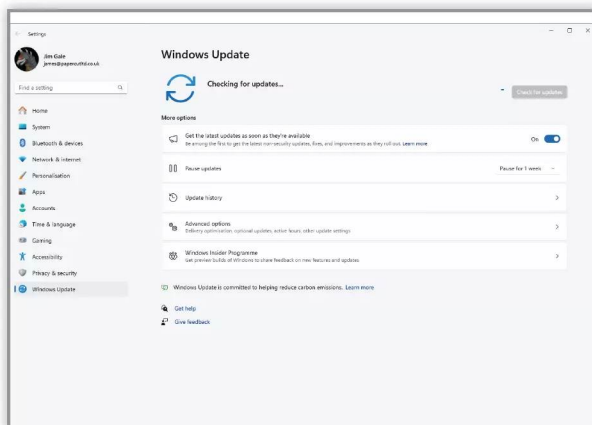 Settings
Jim Gale
james@papercutltd.co.uk
Find a setting
Home
System
Bluetooth & devices
Network & internet
Personalisation
Apps
Accounts
Time & language
Gaming
Accessibility
Privacy & security
Windows Update
Windows Update
Checking for updates...
Check for updates
More options
Get the latest updates as soon as they're available
Be among the first to get the latest non-security updates, fixes, and improvements as they roll out. Learn more
On
Pause updates
Pause for 1 week
Update history
Advanced options
Delivery optimisation, optional updates, active hours, other update settings
Windows Insider Programme
Get preview builds of Windows to share feedback on new features and updates
Windows Update is committed to helping reduce carbon emissions. Learn more
Get help
Give feedback